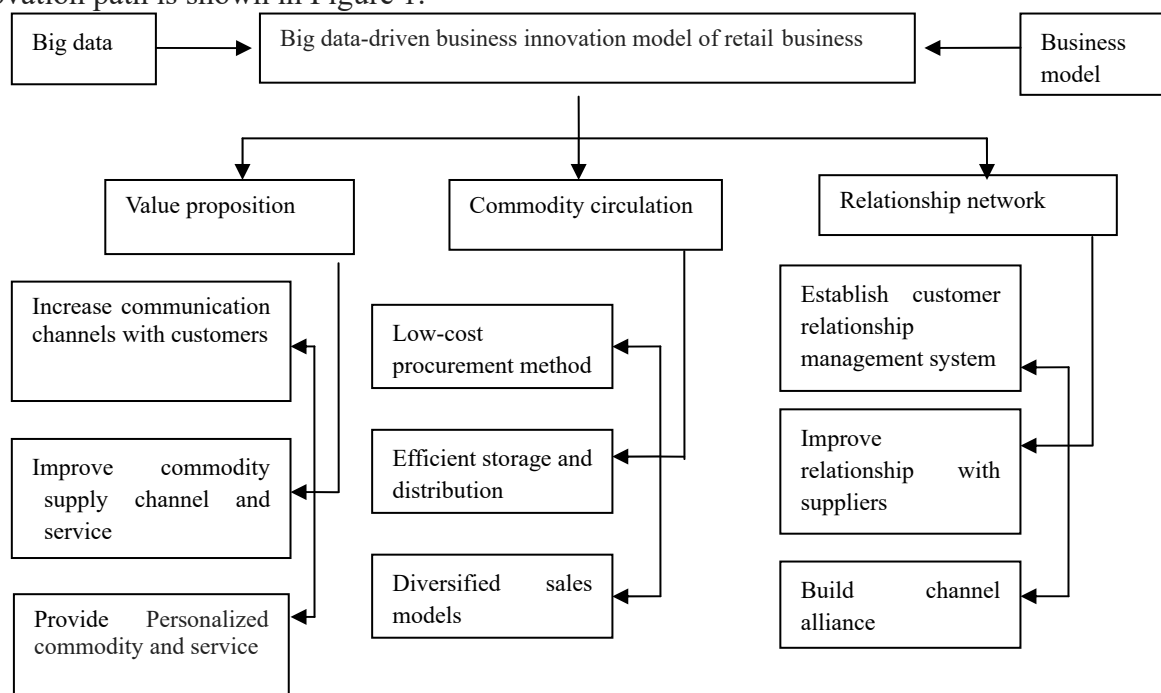 ovation path is shown in Figure 1.
Big data
Big data-driven business innovation model of retail business
Business
model
Value proposition
Commodity circulation
Relationship network
Increase communication
channels with customers
Improve commodity
supply channel and
service
Provide Personalized
commodity and service
Low-cost
procurement method
Efficient storage and
distribution
Diversified sales
models
Establish customer
relationship
management system
Improve
relationship with
suppliers
Build channel
alliance